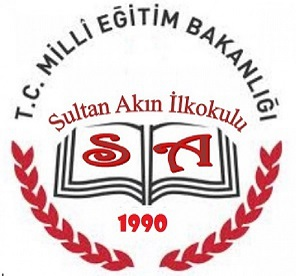 T.C. MİLLÎ EĞİTİM BAKANLIĞI
Sultan Akın İlkokulu
S A
1990